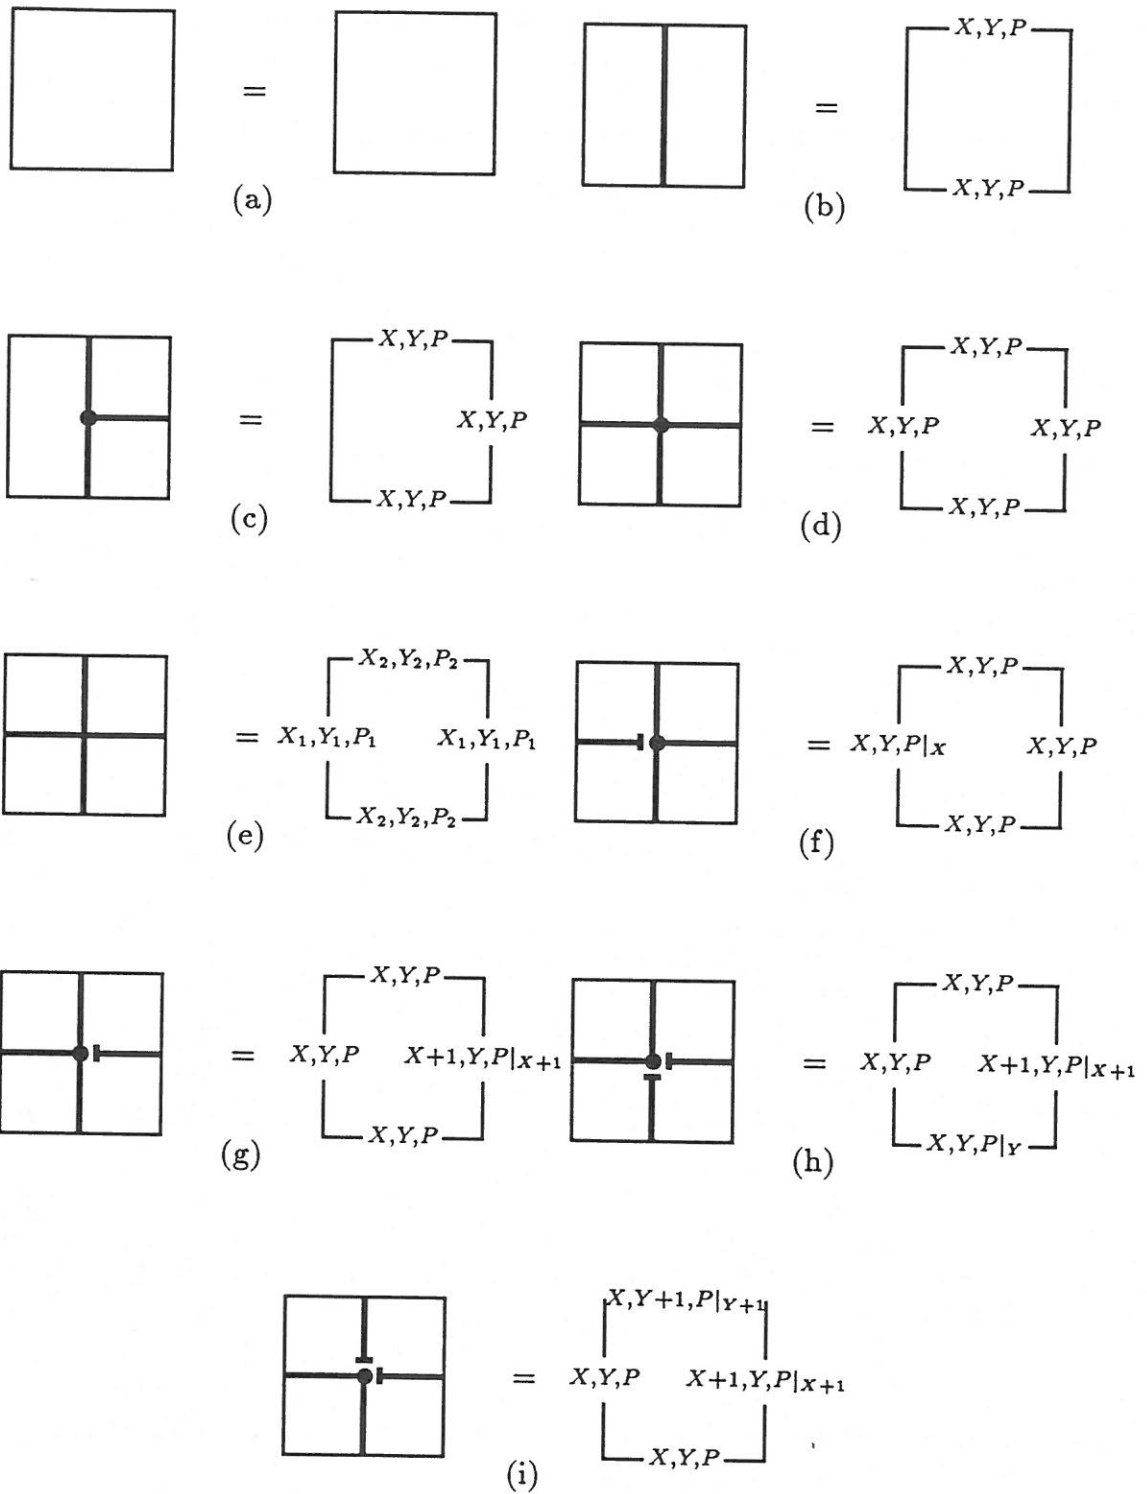 = X,Y,P
= X,Y,P
(a) (b)
X,Y,P X,Y,P
= X,Y,P = X,Y,P X,Y,P
X,Y,P X,Y,P
(c) (d)
X₂,Y₂,P₂ X,Y,P
= X₁,Y₁,P₁ X₁,Y₁,P₁ = X,Y,P|X X,Y,P
X₂,Y₂,P₂ X,Y,P
(e) (f)
X,Y,P X,Y,P
= X,Y,P X+1,Y,P|X+1 = X,Y,P X+1,Y,P|X+1
X,Y,P X,Y,P|Y
(g) (h)
X,Y+1,P|Y+1
= X,Y,P X+1,Y,P|X+1
X,Y,P
(i)